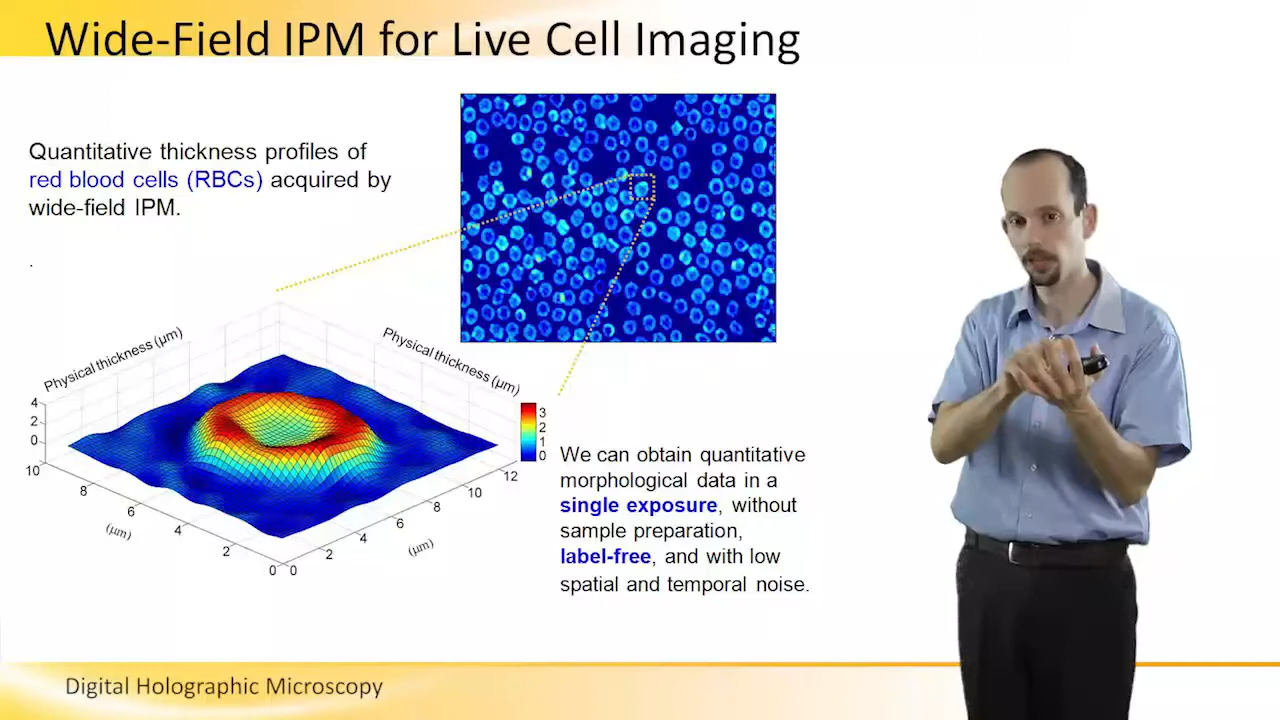 Wide-Field IPM for Live Cell Imaging
Quantitative thickness profiles of
red blood cells (RBCs) acquired by
wide-field IPM.
.
Physical thickness (μm)
Physical thickness (μm)
4
2
0
10
8
6
4
2
0
(μm)
0
2
4
6
8
10
12
(μm)
3
2
1
0
We can obtain quantitative
morphological data in a
single exposure, without
sample preparation,
label-free, and with low
spatial and temporal noise.
Digital Holographic Microscopy